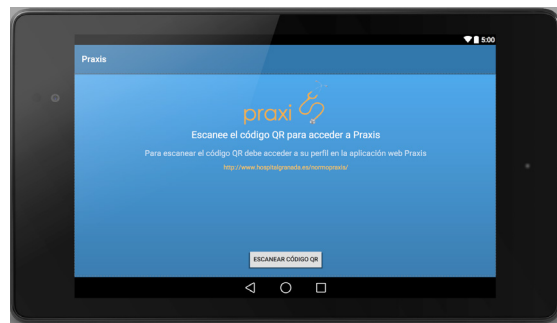 5:00
Praxis
praxi
Escanee el código QR para acceder a Praxis
Para escanear el código QR debe acceder a su perfil en la aplicación web Praxis
http://www.hospitalgranada.es/normopraxis/
ESCANEAR CÓDIGO QR